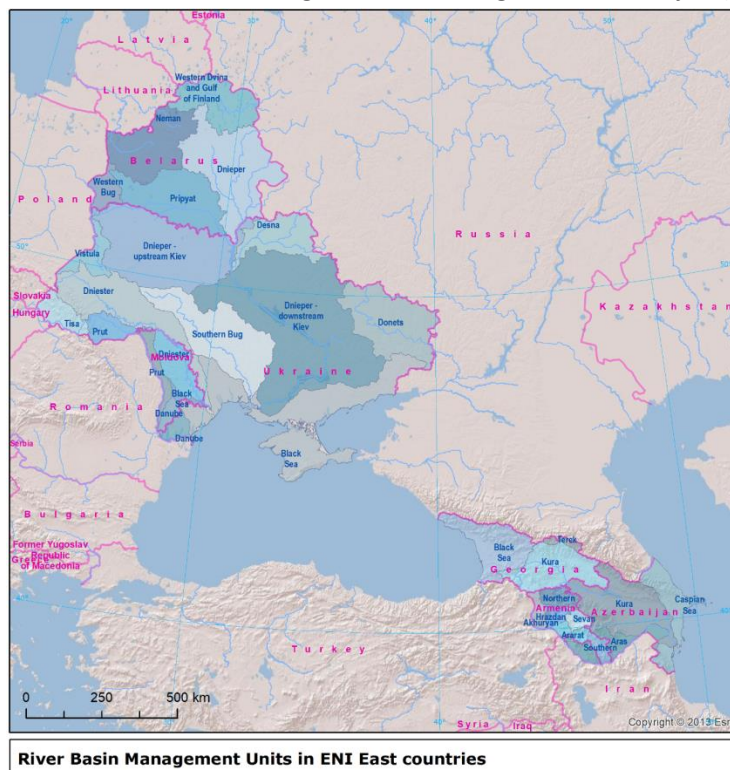 Estonia
Latvia
Lithuania
Western Dvina
and Gulf
of Finland
Neman
Belarus
Dnieper
Western
Bug
Pripyat
Poland
Desna
Russia
Vistula
Dnieper -
upstream Kiev
Kazakhstan
Slovakia
Hungary
Dniester
Dnieper -
downstream
Kiev
Donets
Tisa
Prut
Southern Bug
Ukraine
Dniester
Moldova
Prut
Black
Sea
Romania
Danube
Danube
Serbia
Black
Sea
Bulgaria
Former Yugoslav
Republic
of Macedonia
Greece
Black
Sea
Terek
Kura
Georgia
Northern
Armenia
Hrazdan
Sevan
Akhuryan
Ararat
Southern
Kura
Azerbaijan
Aras
Caspian
Sea
Turkey
Iran
Syria
Iraq
0 250 500 km
Copyright © 2013 Esr
River Basin Management Units in ENI East countries